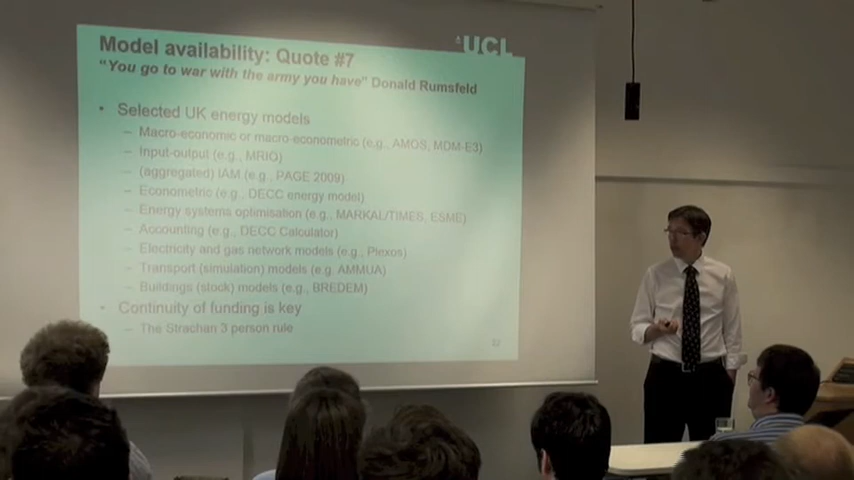 UCL
Model availability: Quote #7
"You go to war with the army you have" Donald Rumsfeld
• Selected UK energy models
– Macro-economic or macro-econometric (e.g., AMOS, MDM-E3)
– Input-output (e.g., MRIO)
– (aggregated) IAM (e.g., PAGE 2009)
– Econometric (e.g., DECC energy model)
– Energy systems optimisation (e.g., MARKAL/TIMES, ESME)
– Accounting (e.g., DECC Calculator)
– Electricity and gas network models (e.g., Plexos)
– Transport (simulation) models (e.g. AMMUA)
– Buildings (stock) models (e.g., BREDEM)
• Continuity of funding is key
– The Strachan 3 person rule